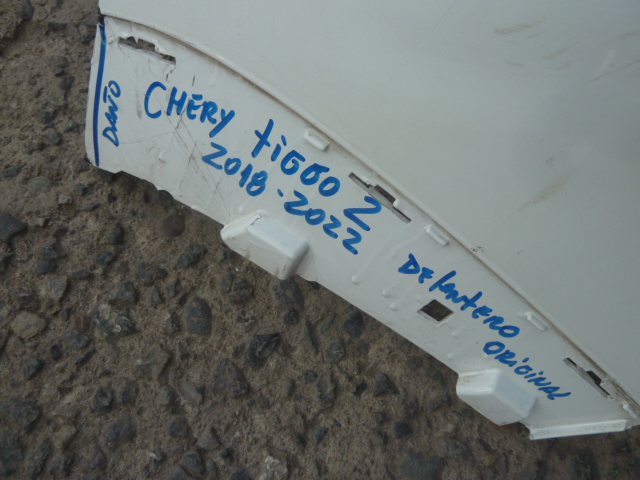 DAÑO
CHERY tiGGO 2
2018-2022
DElANtERO
ORIGINAL